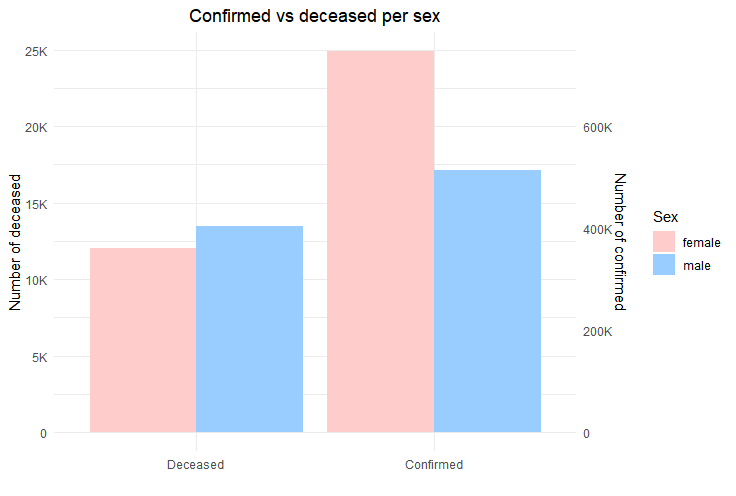 Confirmed vs deceased per sex
Number of deceased
25K
20K
15K
10K
5K
0
Deceased
Confirmed
600K
400K
200K
0
Number of confirmed
Sex
female
male